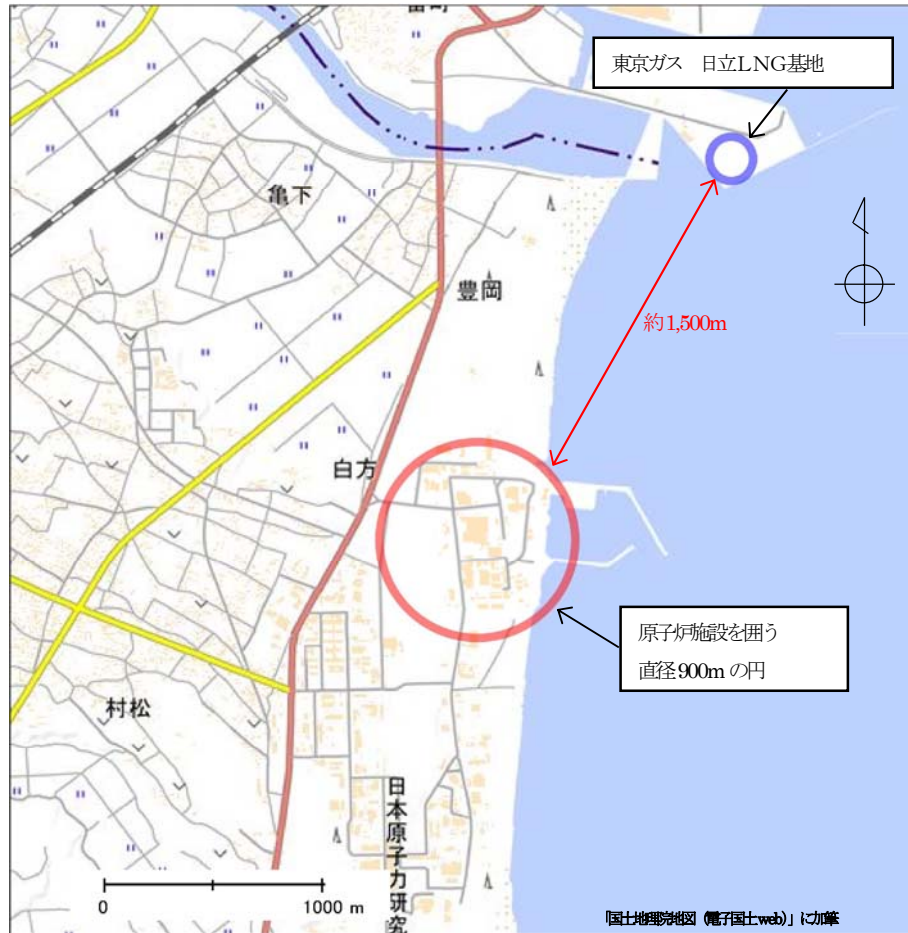 東京ガス 日立LNG基地
亀下
豊岡
約1,500m
白方
原子炉施設を囲う
直径900mの円
村松
日本原子力研究
0 1000 m
「国土地理院地図（電子国土web）」に加筆